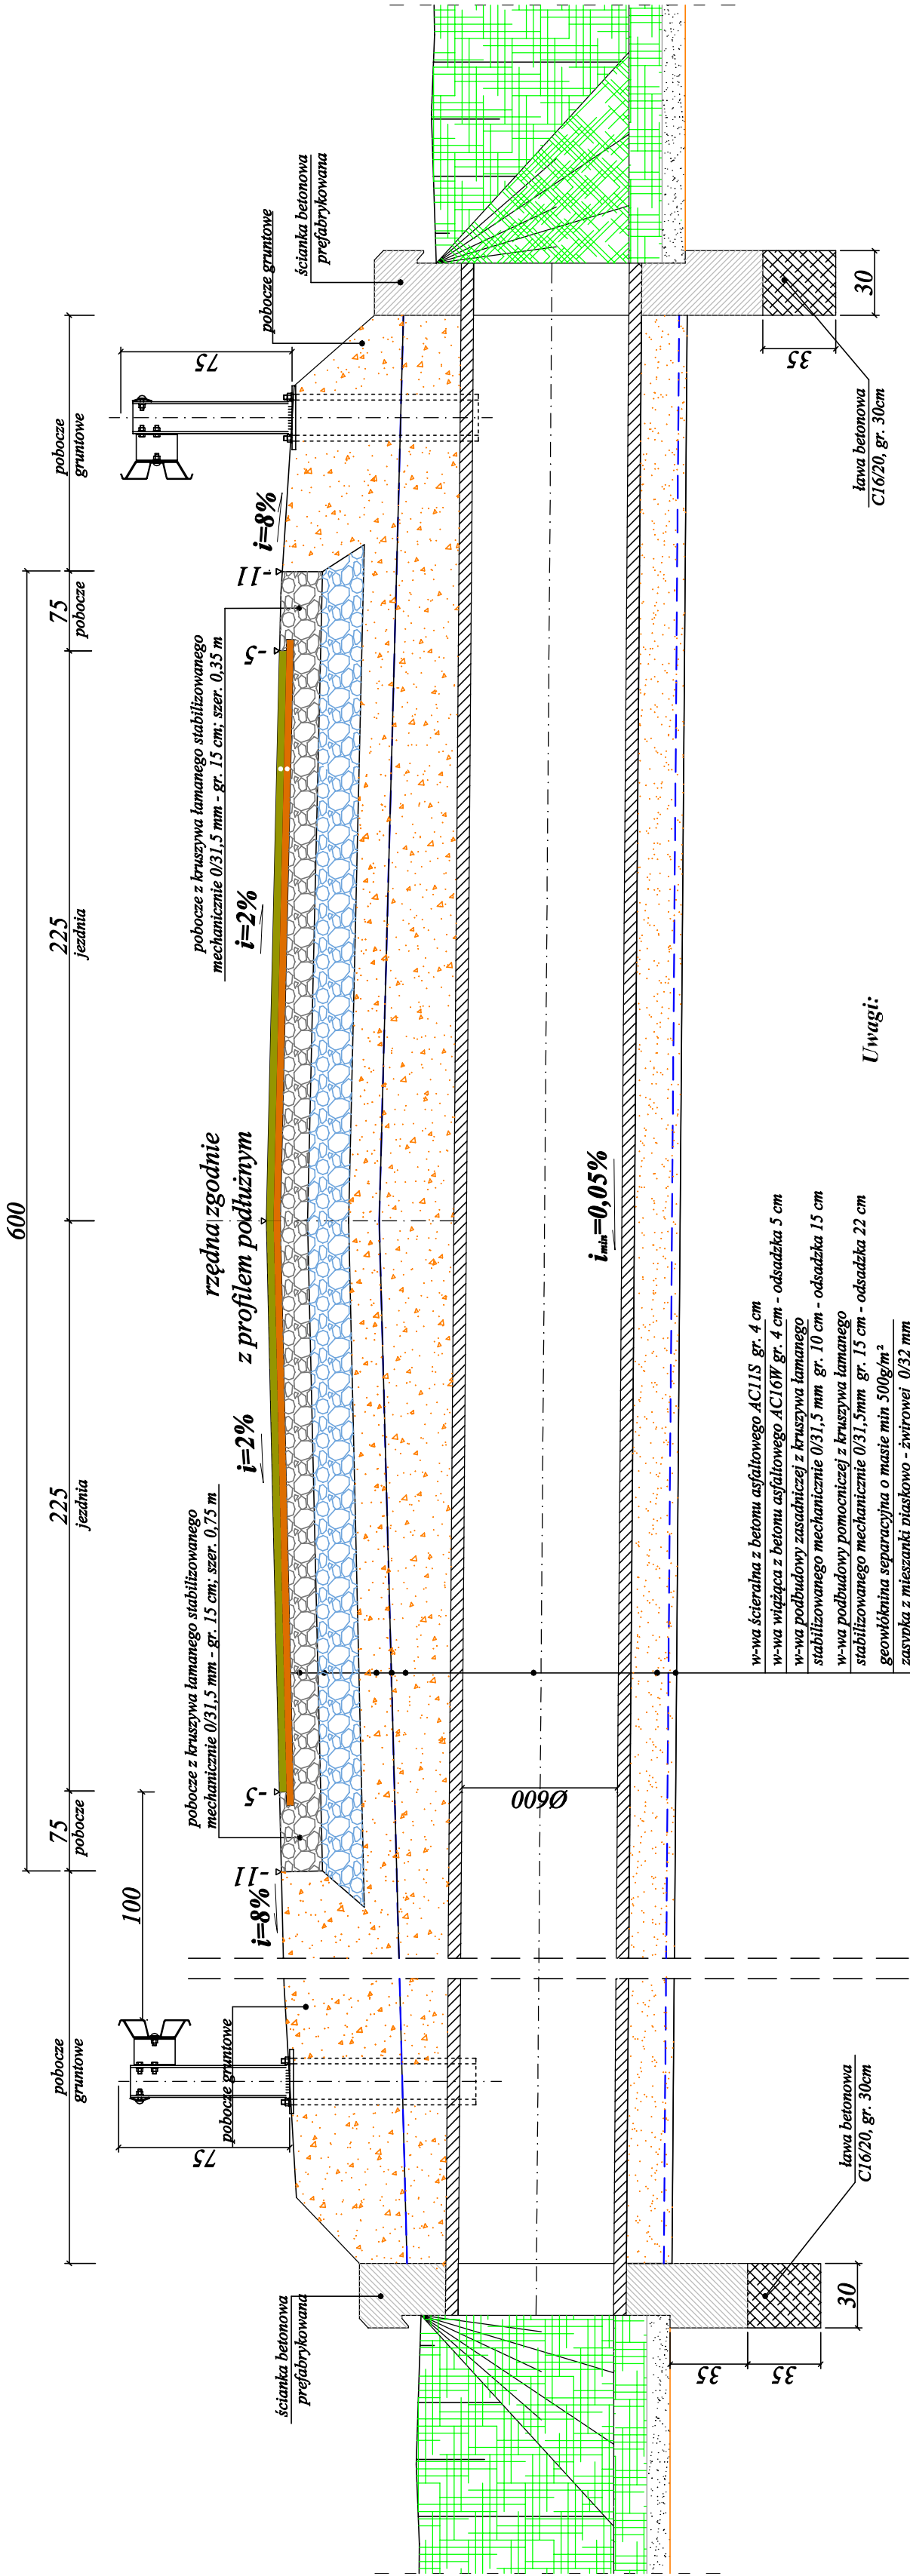 600
pobocze
gruntowe
100
75
pobocze
225
jezdnia
225
jezdnia
75
pobocze
pobocze
gruntowe
75
75
ścianka betonowa
prefabrykowana
pobocze gruntowe
i=8%
-11
-5
pobocze z kruszywa łamanego stabilizowanego
mechanicznie 0/31,5 mm - gr. 15 cm; szer. 0,75 m
i=2%
rzędna zgodnie
z profilem podłużnym
i=2%
pobocze z kruszywa łamanego stabilizowanego
mechanicznie 0/31,5 mm - gr. 15 cm; szer. 0,35 m
-5
-11
i=8%
pobocze gruntowe
ścianka betonowa
prefabrykowana
Ø600
imin=0,05%
35
35
30
ława betonowa
C16/20, gr. 30cm
35
30
ława betonowa
C16/20, gr. 30cm
w-wa ścieralna z betonu asfaltowego AC11S gr. 4 cm
w-wa wiążąca z betonu asfaltowego AC16W gr. 4 cm - odsadzka 5 cm
w-wa podbudowy zasadniczej z kruszywa łamanego
stabilizowanego mechanicznie 0/31,5 mm gr. 10 cm - odsadzka 15 cm
w-wa podbudowy pomocniczej z kruszywa łamanego
stabilizowanego mechanicznie 0/31,5mm gr. 15 cm - odsadzka 22 cm
geowłóknina separacyjna o masie min 500g/m²
zasypka z mieszanki piaskowo - żwirowej 0/32 mm
Uwagi: